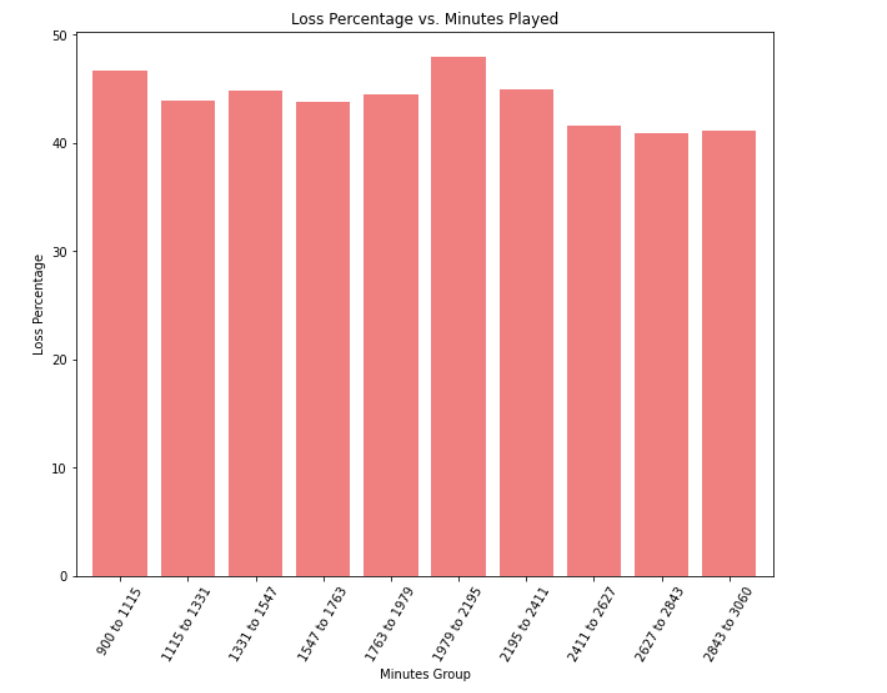 Loss Percentage vs. Minutes Played
50
40
30
20
10
0
Loss Percentage
900 to 1115
1115 to 1331
1331 to 1547
1547 to 1763
1763 to 1979
1979 to 2195
2195 to 2411
2411 to 2627
2627 to 2843
2843 to 3060
Minutes Group